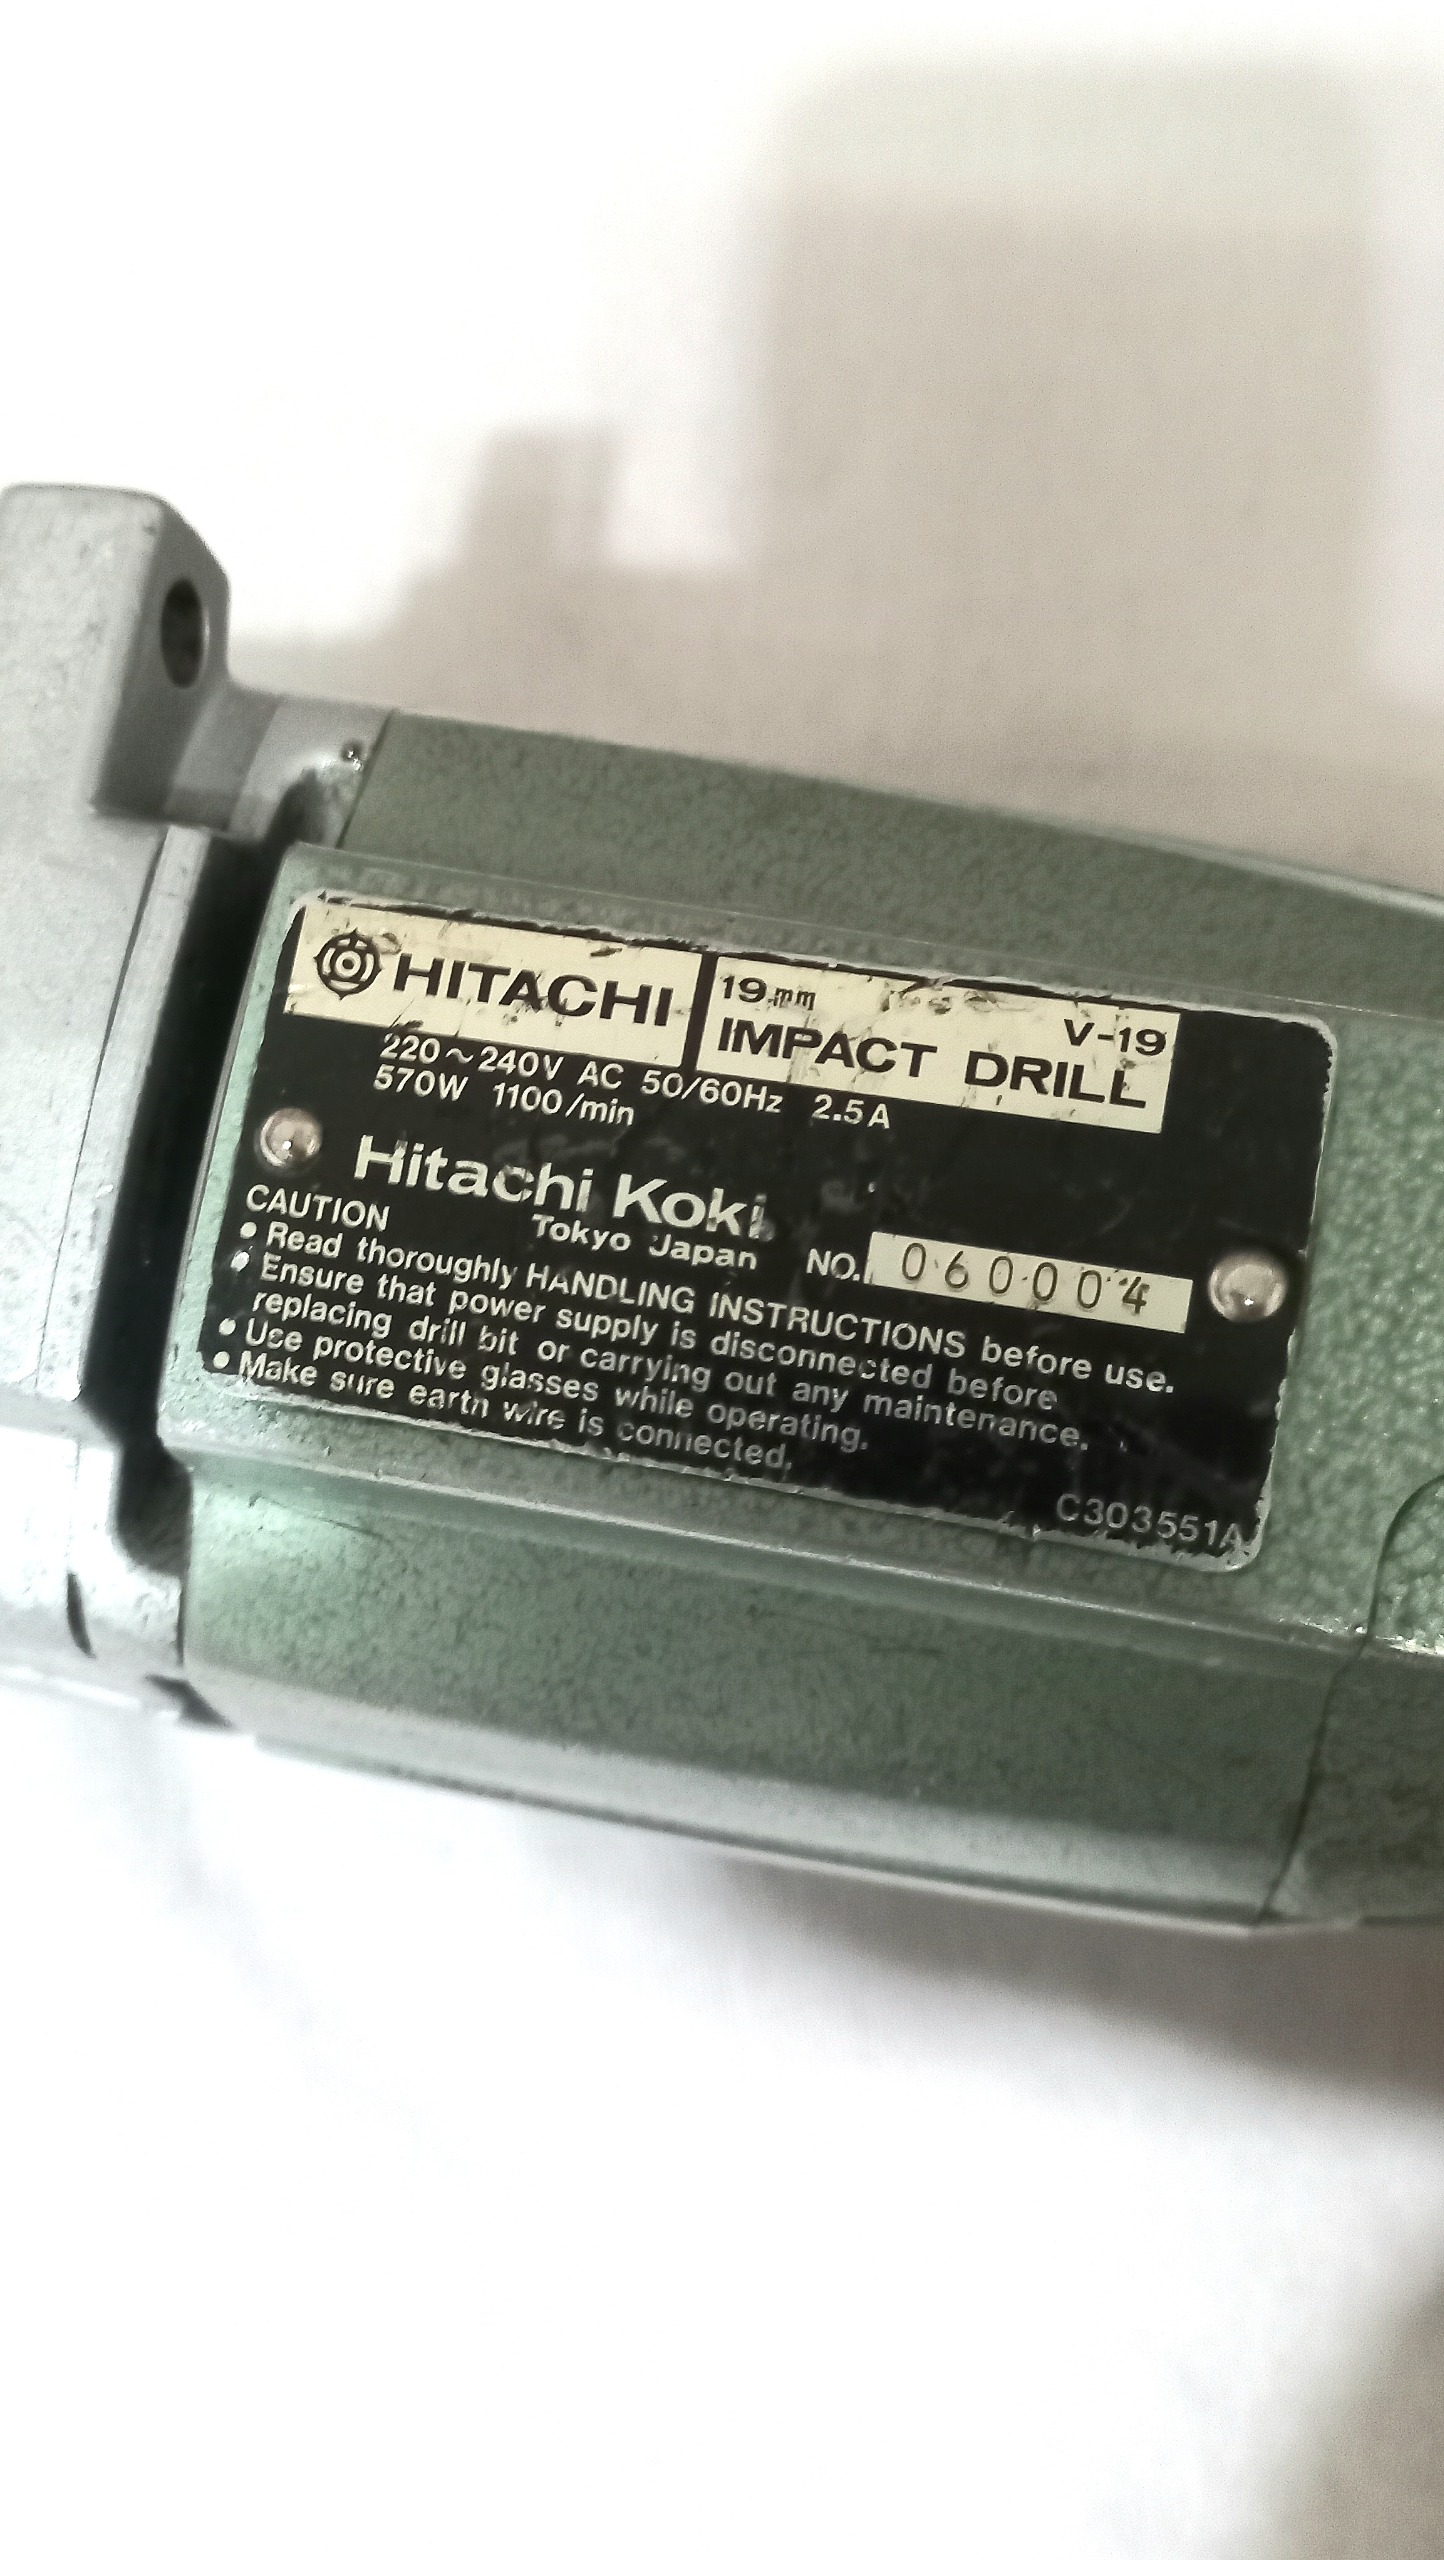 HITACHI
19mm V-19
IMPACT DRILL
220~240V AC 50/60Hz 2.5A
570W 1100/min
Hitachi Koki
Tokyo Japan
NO. 060004
CAUTION
• Read thoroughly HANDLING INSTRUCTIONS before use.
• Ensure that power supply is disconnected before
replacing drill bit or carrying out any maintenance.
• Use protective glasses while operating.
• Make sure earth wire is connected.
C303551A